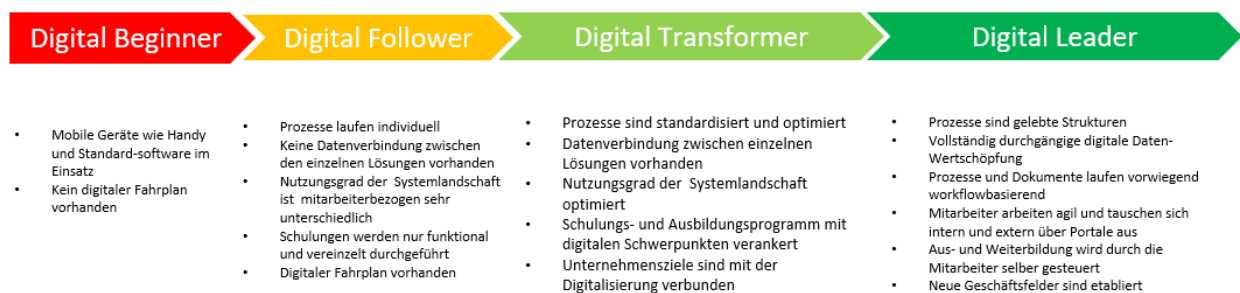 Digital Beginner
Digital Follower
Digital Transformer
Digital Leader
• Mobile Geräte wie Handy
und Standard-software im
Einsatz
• Kein digitaler Fahrplan
vorhanden
• Prozesse laufen individuell
• Keine Datenverbindung zwischen
den einzelnen Lösungen vorhanden
• Nutzungsgrad der Systemlandschaft
ist mitarbeiterbezogen sehr
unterschiedlich
• Schulungen werden nur funktional
und vereinzelt durchgeführt
• Digitaler Fahrplan vorhanden
• Prozesse sind standardisiert und optimiert
• Datenverbindung zwischen einzelnen
Lösungen vorhanden
• Nutzungsgrad der Systemlandschaft
optimiert
• Schulungs- und Ausbildungsprogramm mit
digitalen Schwerpunkten verankert
• Unternehmensziele sind mit der
Digitalisierung verbunden
• Prozesse sind gelebte Strukturen
• Vollständig durchgängige digitale Daten-
Wertschöpfung
• Prozesse und Dokumente laufen vorwiegend
workflowbasierend
• Mitarbeiter arbeiten agil und tauschen sich
intern und extern über Portale aus
• Aus- und Weiterbildung wird durch die
Mitarbeiter selber gesteuert
• Neue Geschäftsfelder sind etabliert